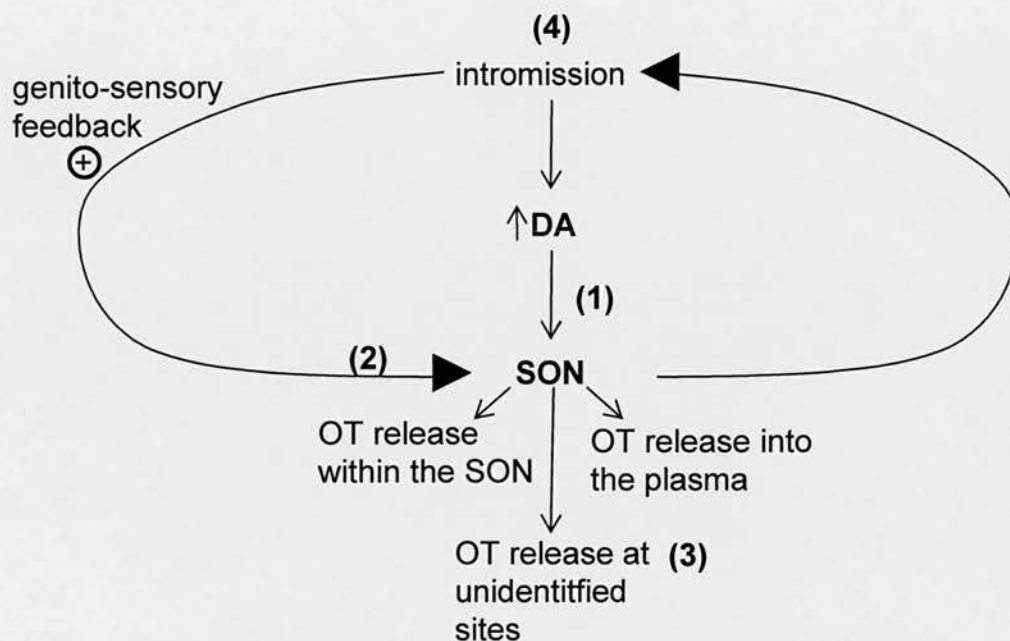 (4)
intromission
genito-sensory
feedback
+
↑DA
(1)
(2)
SON
OT release
within the SON
OT release into
the plasma
OT release at (3)
unidentitfied
sites